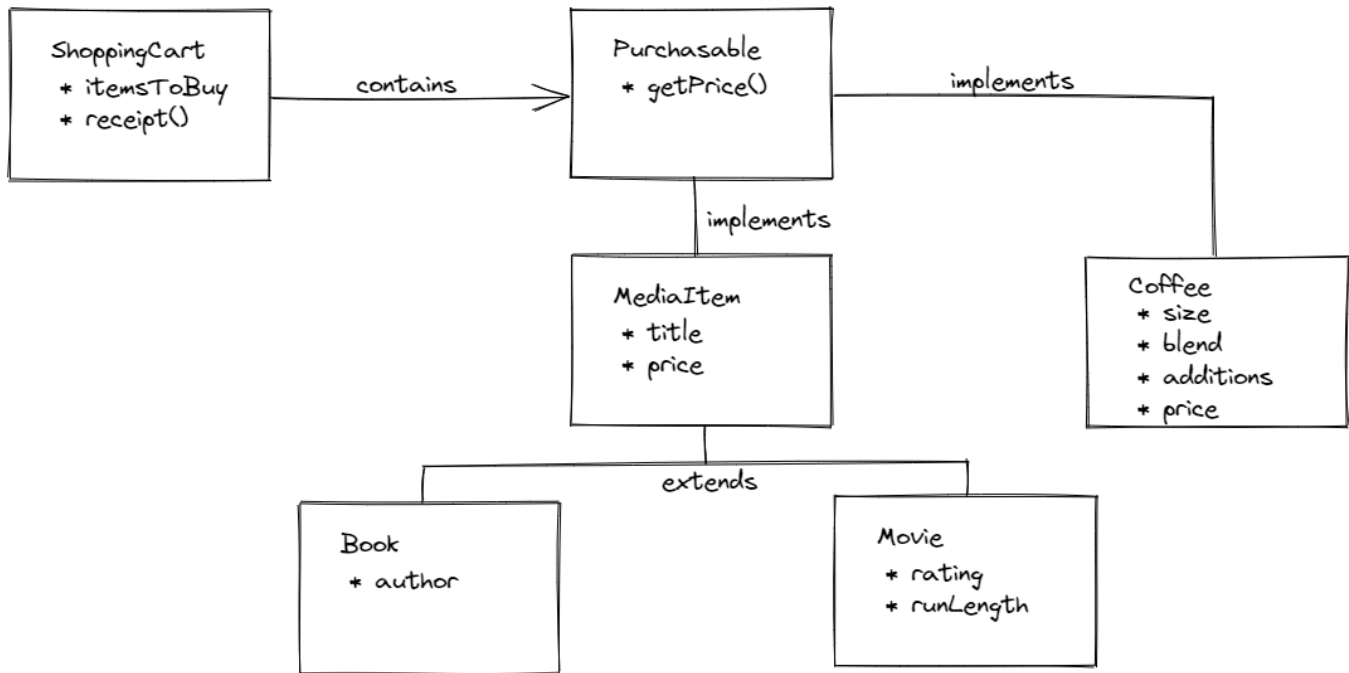 ShoppingCart
* itemsToBuy
* receipt()
contains
Purchasable
* getPrice()
implements
implements
MediaItem
* title
* price
Coffee
* size
* blend
* additions
* price
extends
Book
* author
Movie
* rating
* runLength